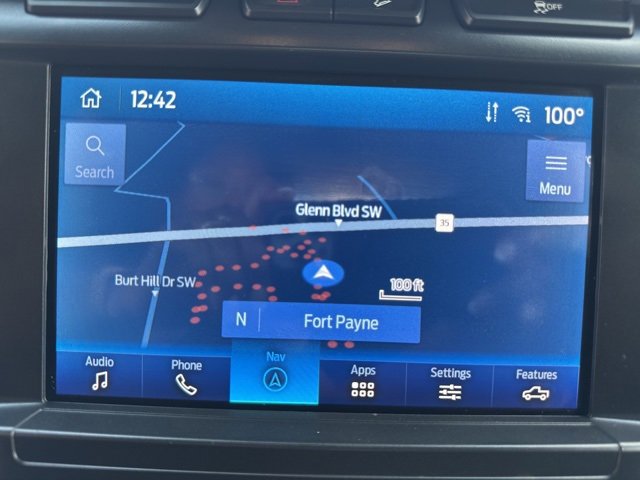 OFF
12:42
100°
Search
Menu
Glenn Blvd SW
35
Burt Hill Dr SW
100 ft
N Fort Payne
Audio
Phone
Nav
Apps
Settings
Features